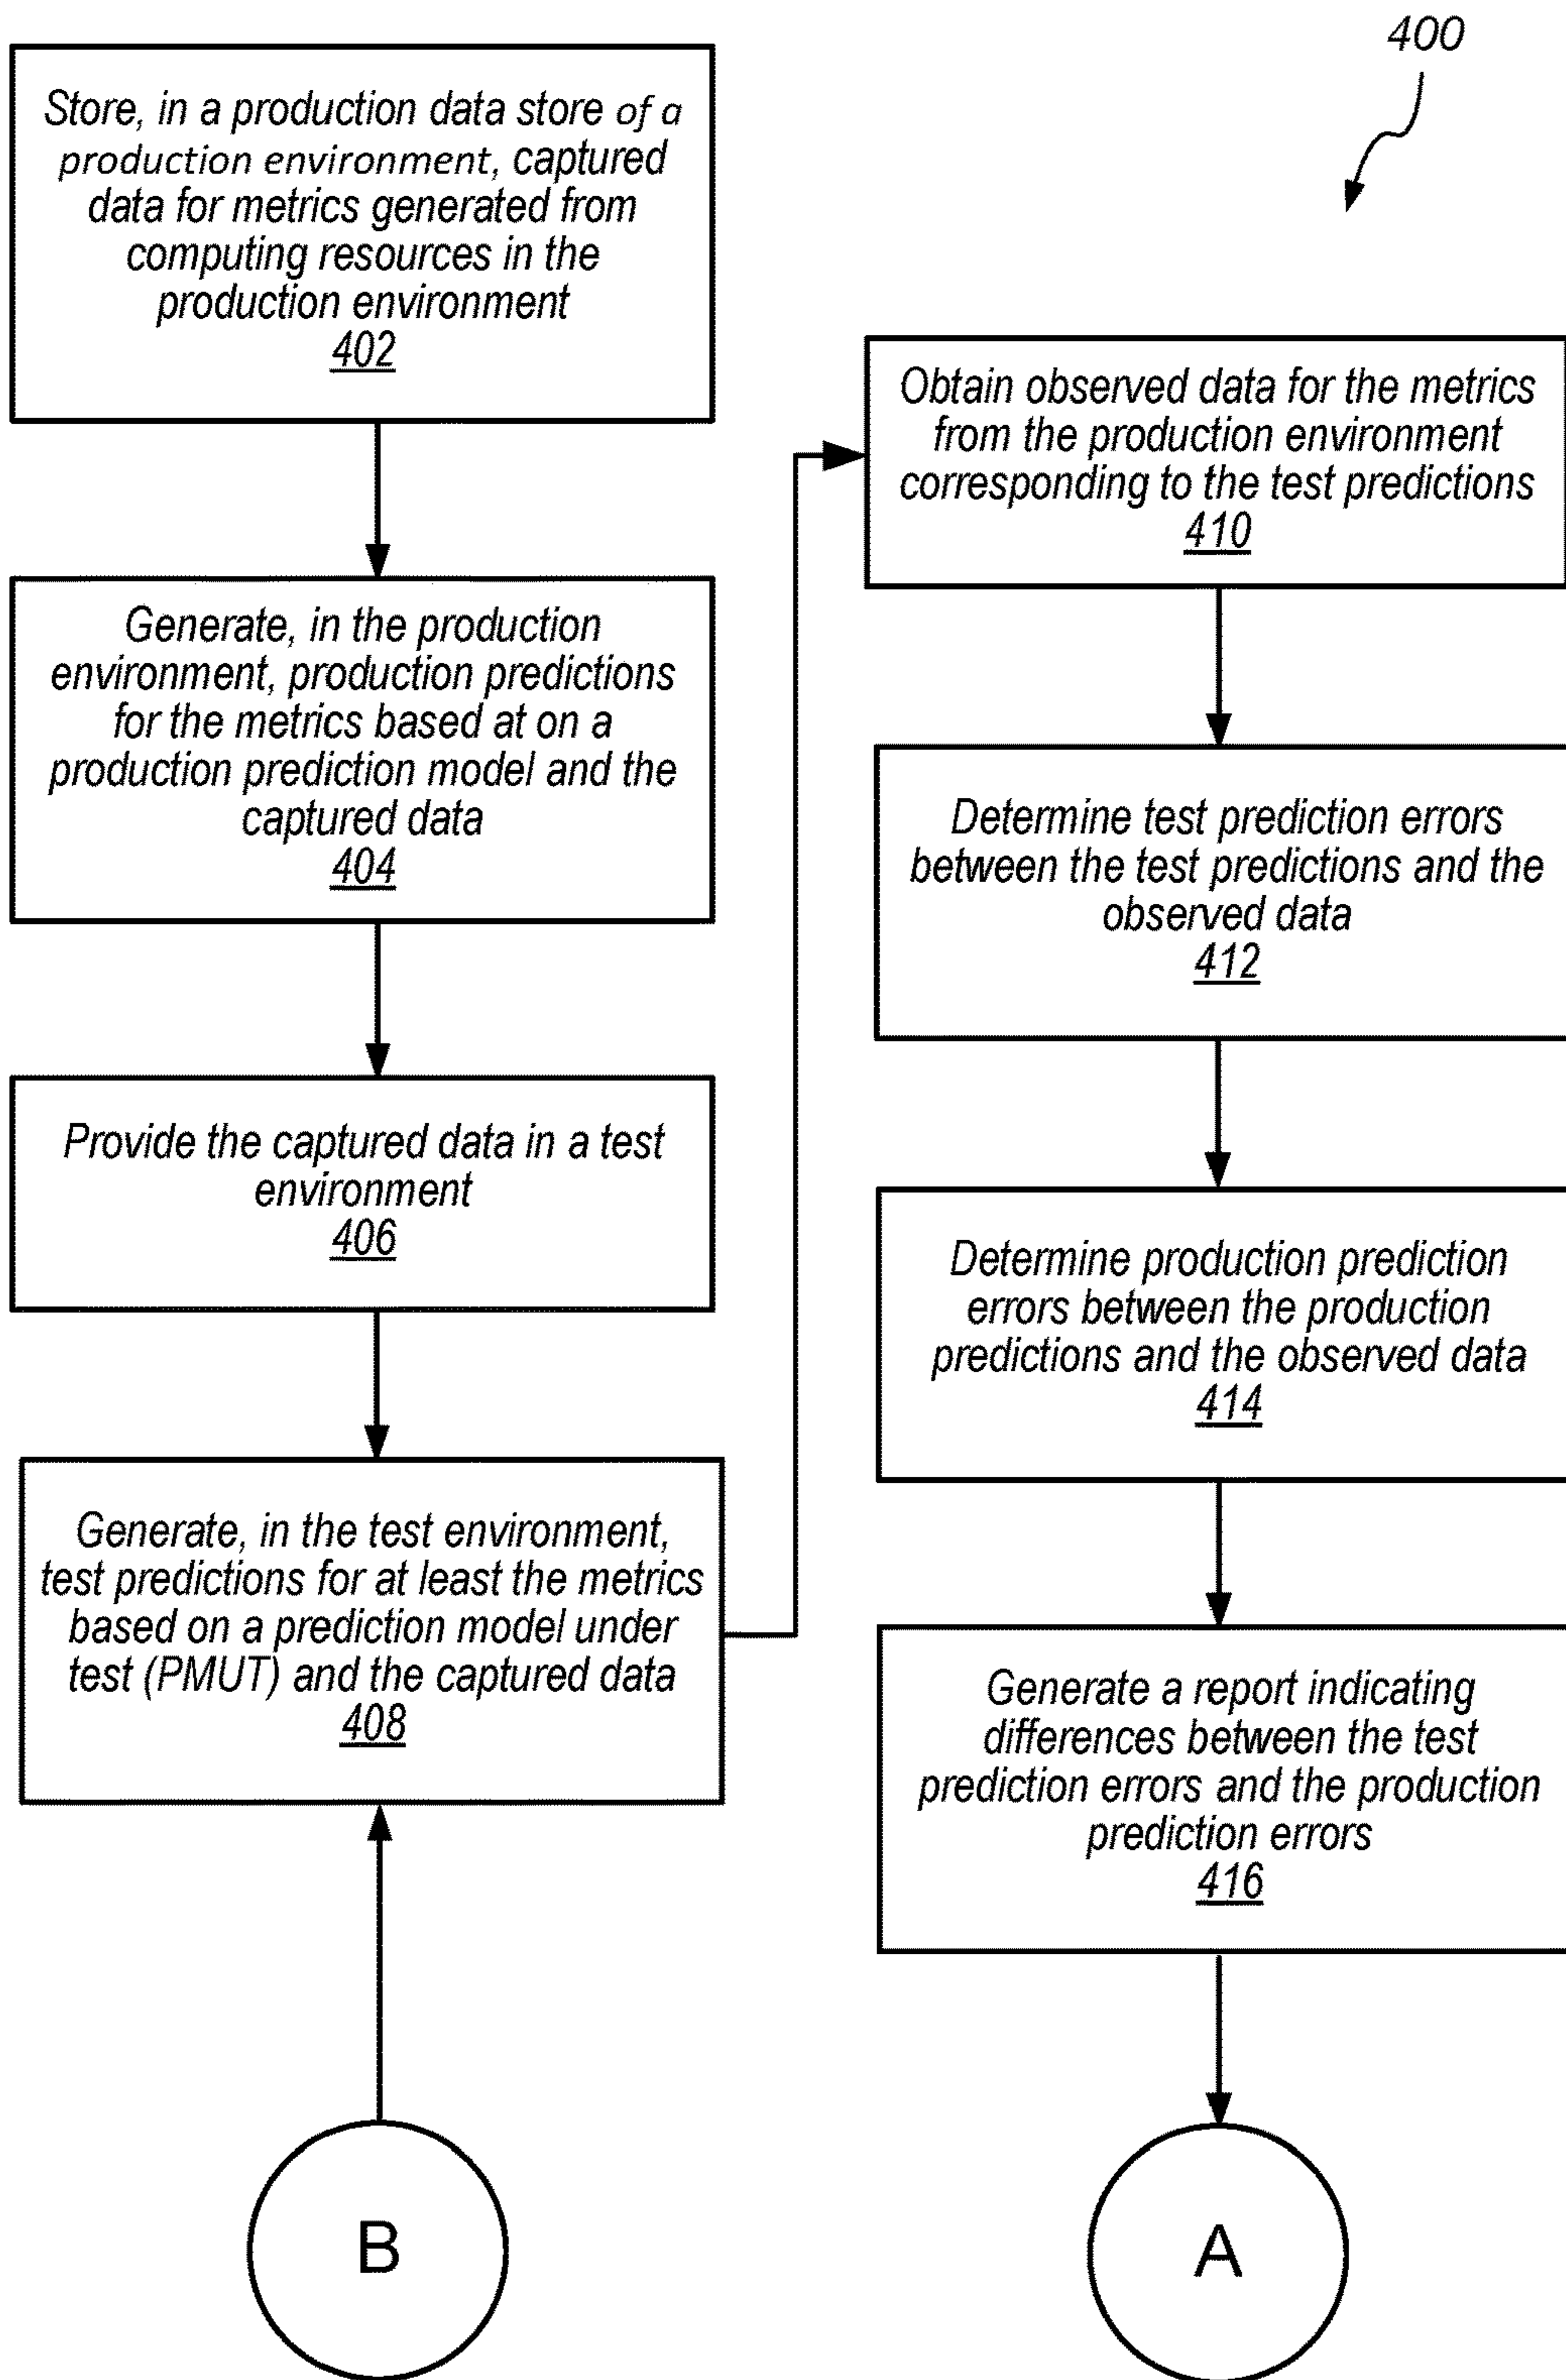 400
Store, in a production data store of a
production environment, captured
data for metrics generated from
computing resources in the
production environment
402
Generate, in the production
environment, production predictions
for the metrics based at on a
production prediction model and the
captured data
404
Provide the captured data in a test
environment
406
Generate, in the test environment,
test predictions for at least the metrics
based on a prediction model under
test (PMUT) and the captured data
408
B
Obtain observed data for the metrics
from the production environment
corresponding to the test predictions
410
Determine test prediction errors
between the test predictions and the
observed data
412
Determine production prediction
errors between the production
predictions and the observed data
414
Generate a report indicating
differences between the test
prediction errors and the production
prediction errors
416
A